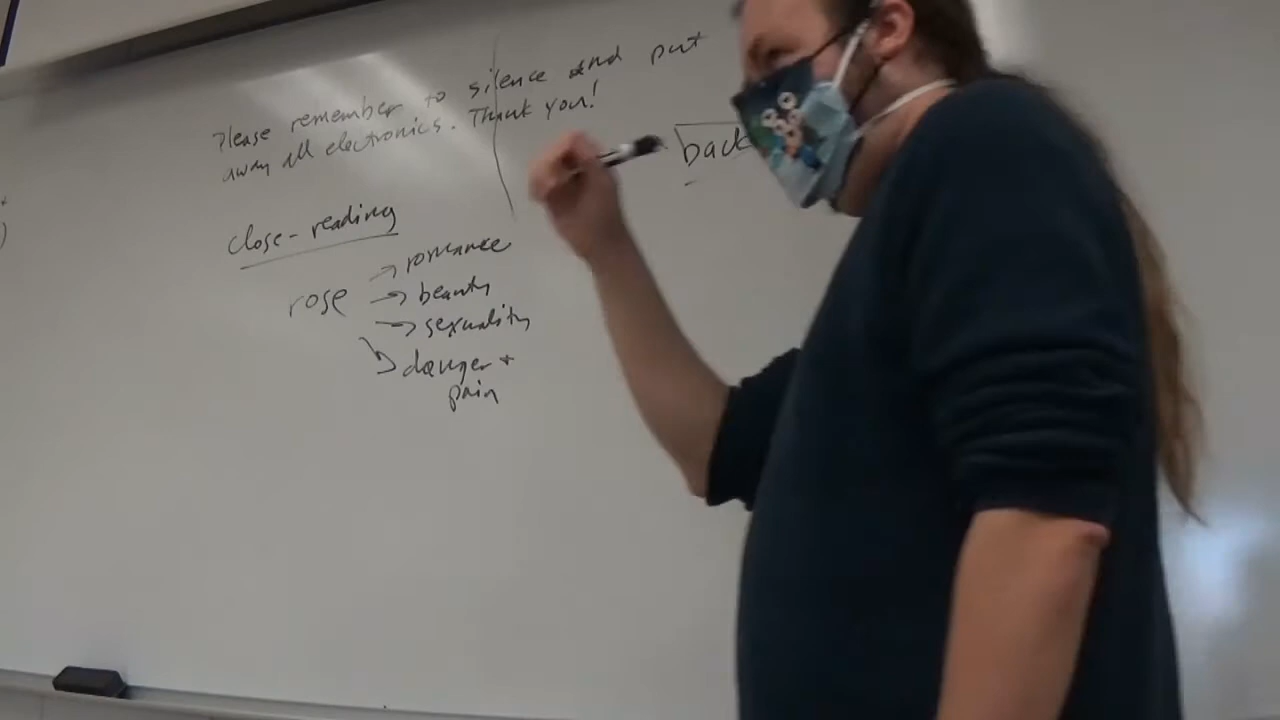 Please remember to silence and put
away all electronics. Thank you!
back
close-reading
rose → romance
→ beauty
→ sexuality
→ danger +
pain